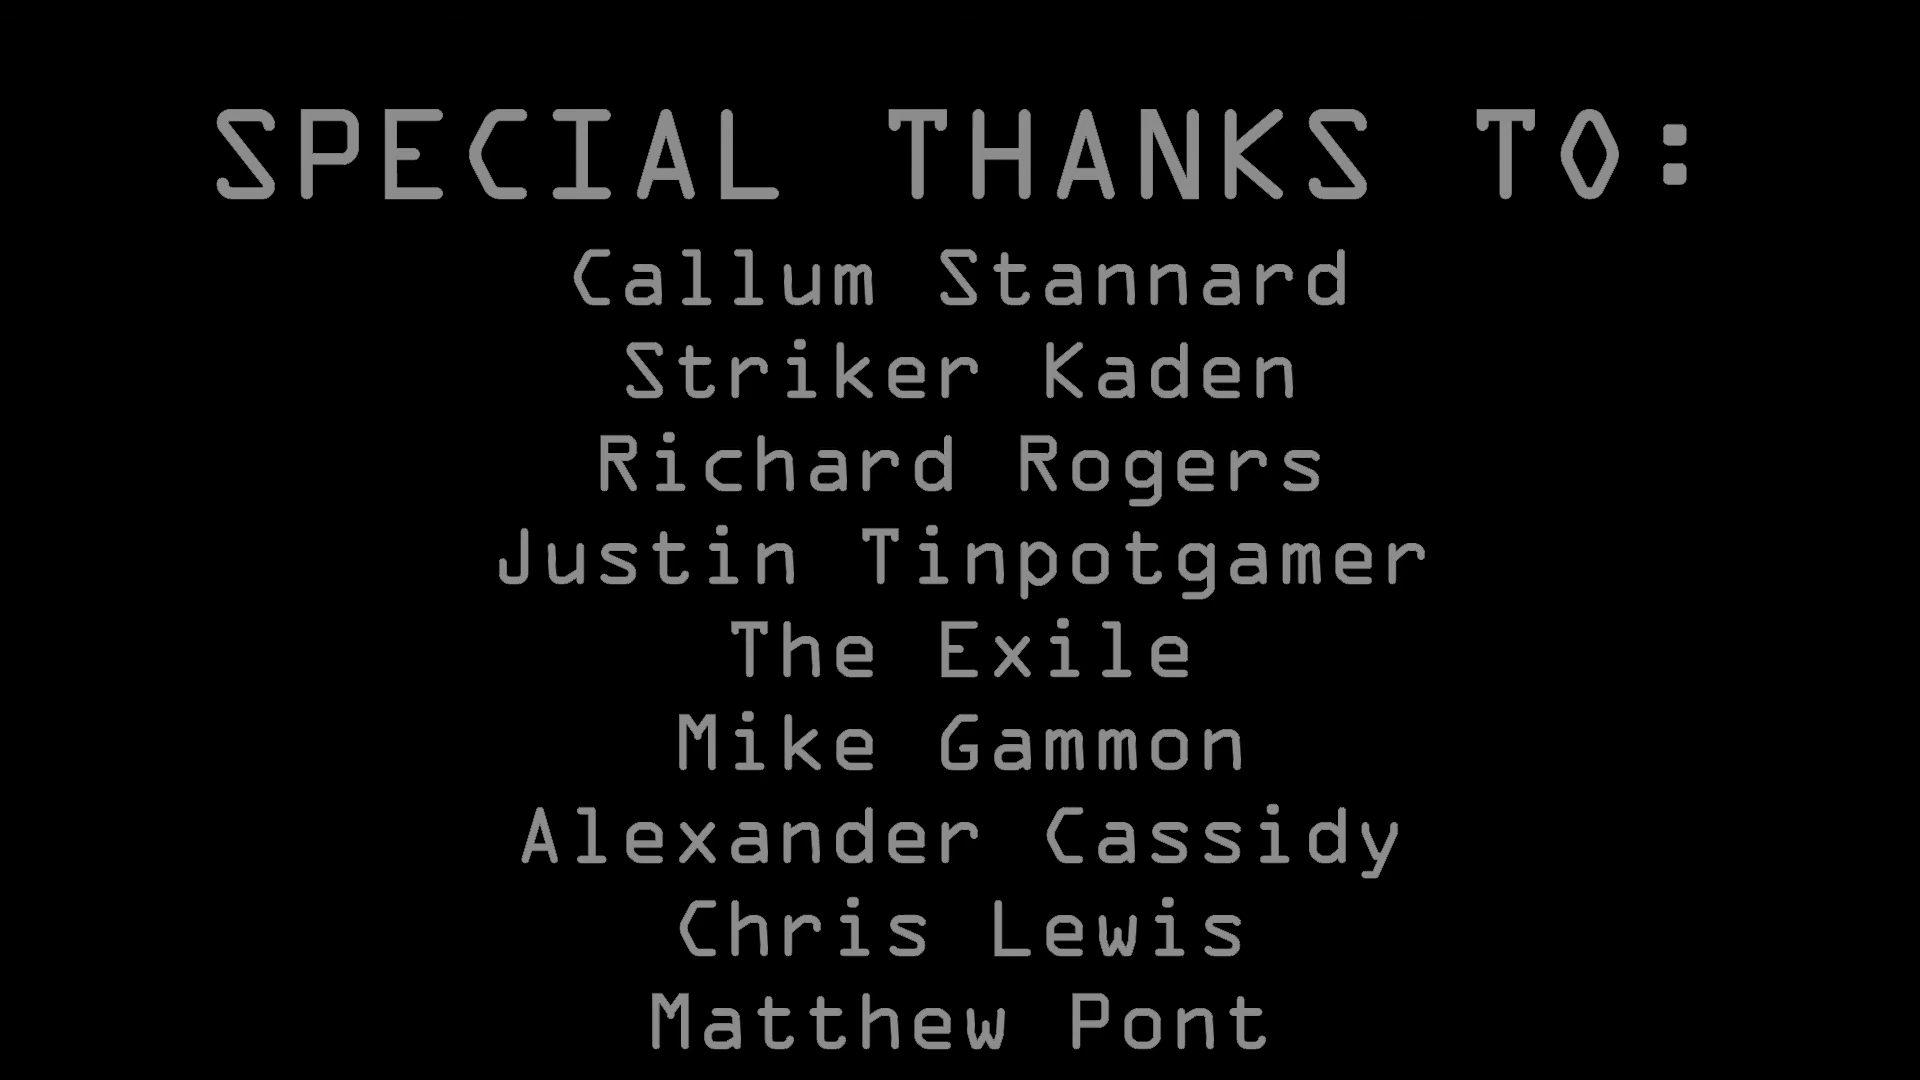 SPECIAL THANKS TO:
Callum Stannard
Striker Kaden
Richard Rogers
Justin Tinpotgamer
The Exile
Mike Gammon
Alexander Cassidy
Chris Lewis
Matthew Pont